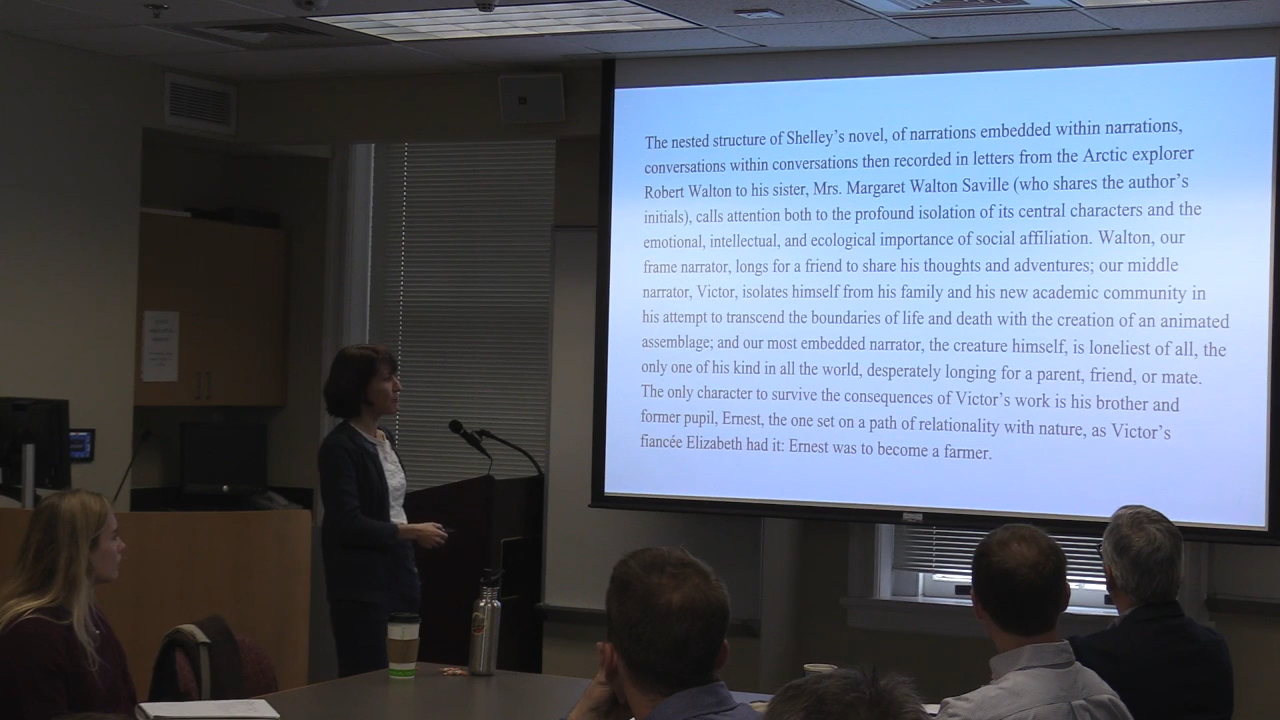 The nested structure of Shelley's novel, of narrations embedded within narrations,
conversations within conversations then recorded in letters from the Arctic explorer
Robert Walton to his sister, Mrs. Margaret Walton Saville (who shares the author's
initials), calls attention both to the profound isolation of its central characters and the
emotional, intellectual, and ecological importance of social affiliation. Walton, our
frame narrator, longs for a friend to share his thoughts and adventures; our middle
narrator, Victor, isolates himself from his family and his new academic community in
his attempt to transcend the boundaries of life and death with the creation of an animated
assemblage; and our most embedded narrator, the creature himself, is loneliest of all, the
only one of his kind in all the world, desperately longing for a parent, friend, or mate.
The only character to survive the consequences of Victor's work is his brother and
former pupil, Ernest, the one set on a path of relationality with nature, as Victor's
fiancée Elizabeth had it: Ernest was to become a farmer.